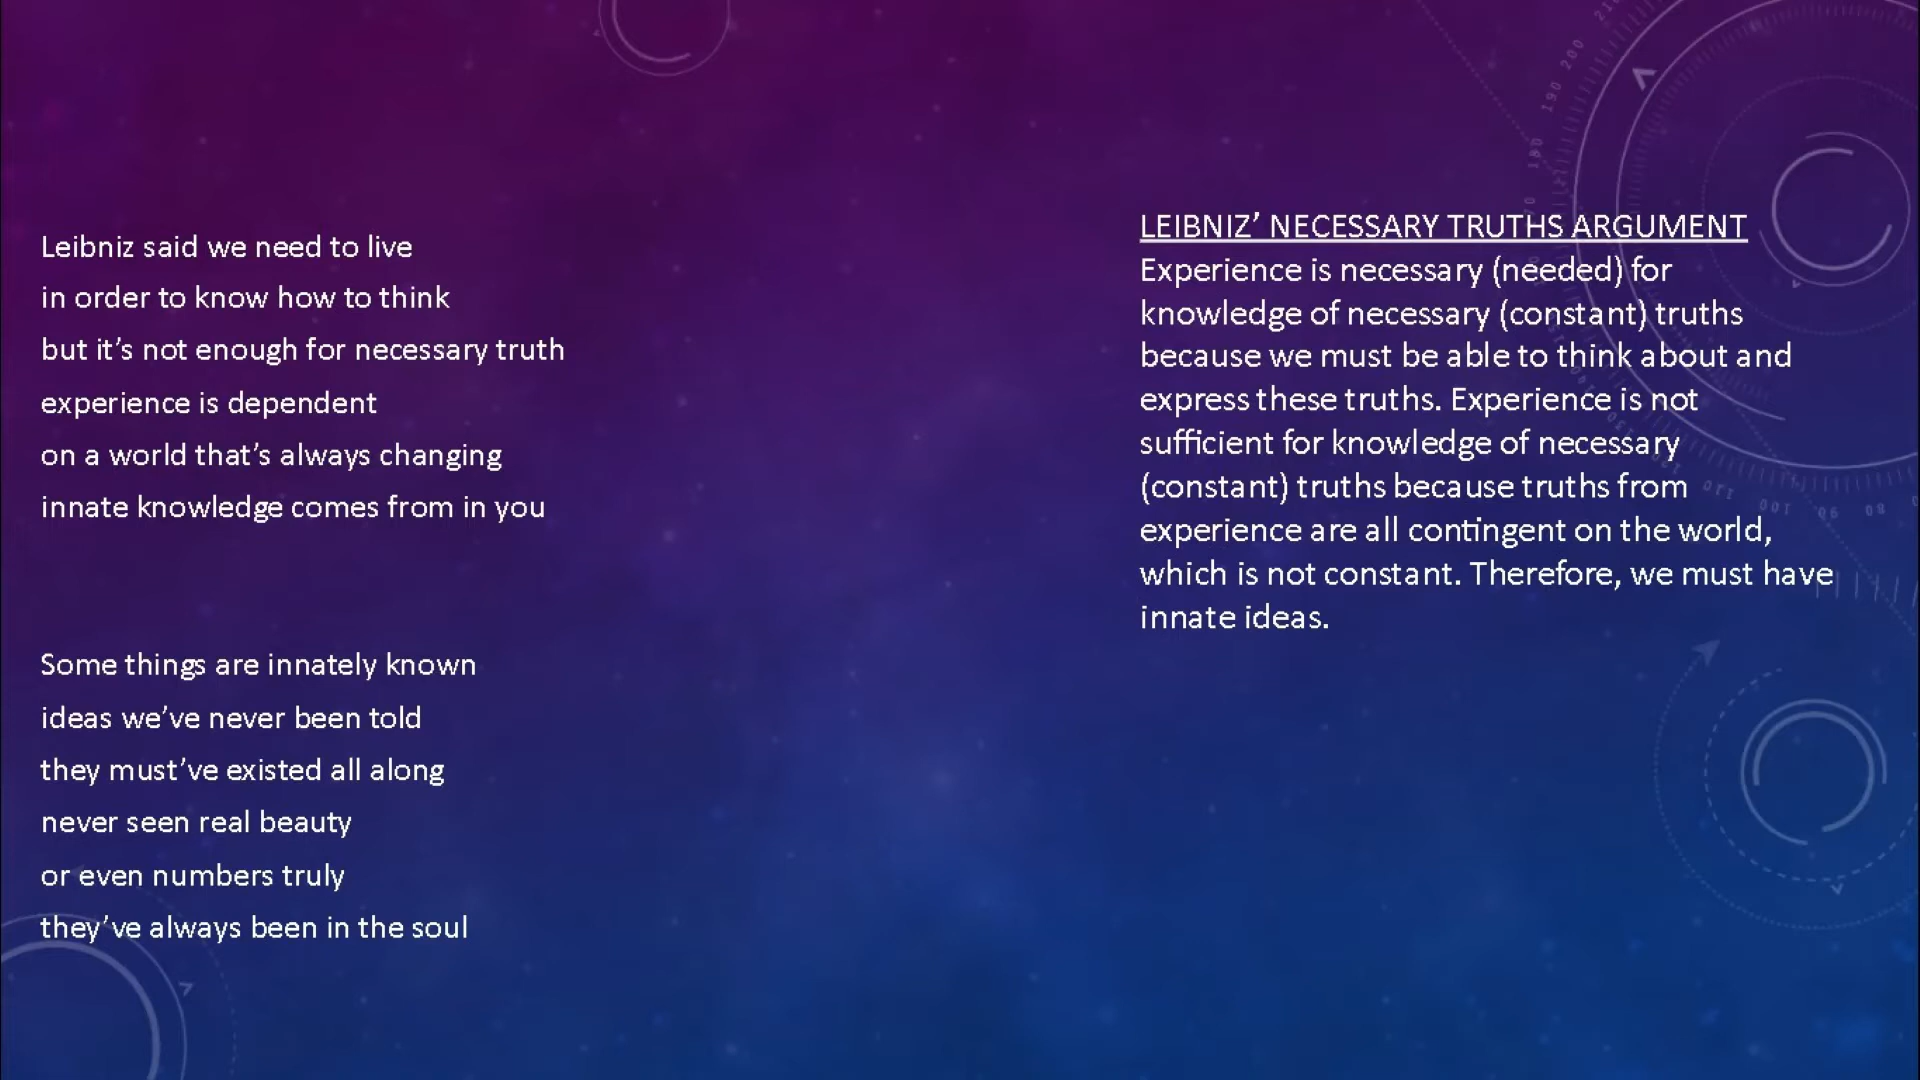 Leibniz said we need to live
in order to know how to think
but it’s not enough for necessary truth
experience is dependent
on a world that’s always changing
innate knowledge comes from in you
Some things are innately known
ideas we’ve never been told
they must’ve existed all along
never seen real beauty
or even numbers truly
they’ve always been in the soul
LEIBNIZ’ NECESSARY TRUTHS ARGUMENT
Experience is necessary (needed) for
knowledge of necessary (constant) truths
because we must be able to think about and
express these truths. Experience is not
sufficient for knowledge of necessary
(constant) truths because truths from
experience are all contingent on the world,
which is not constant. Therefore, we must have
innate ideas.